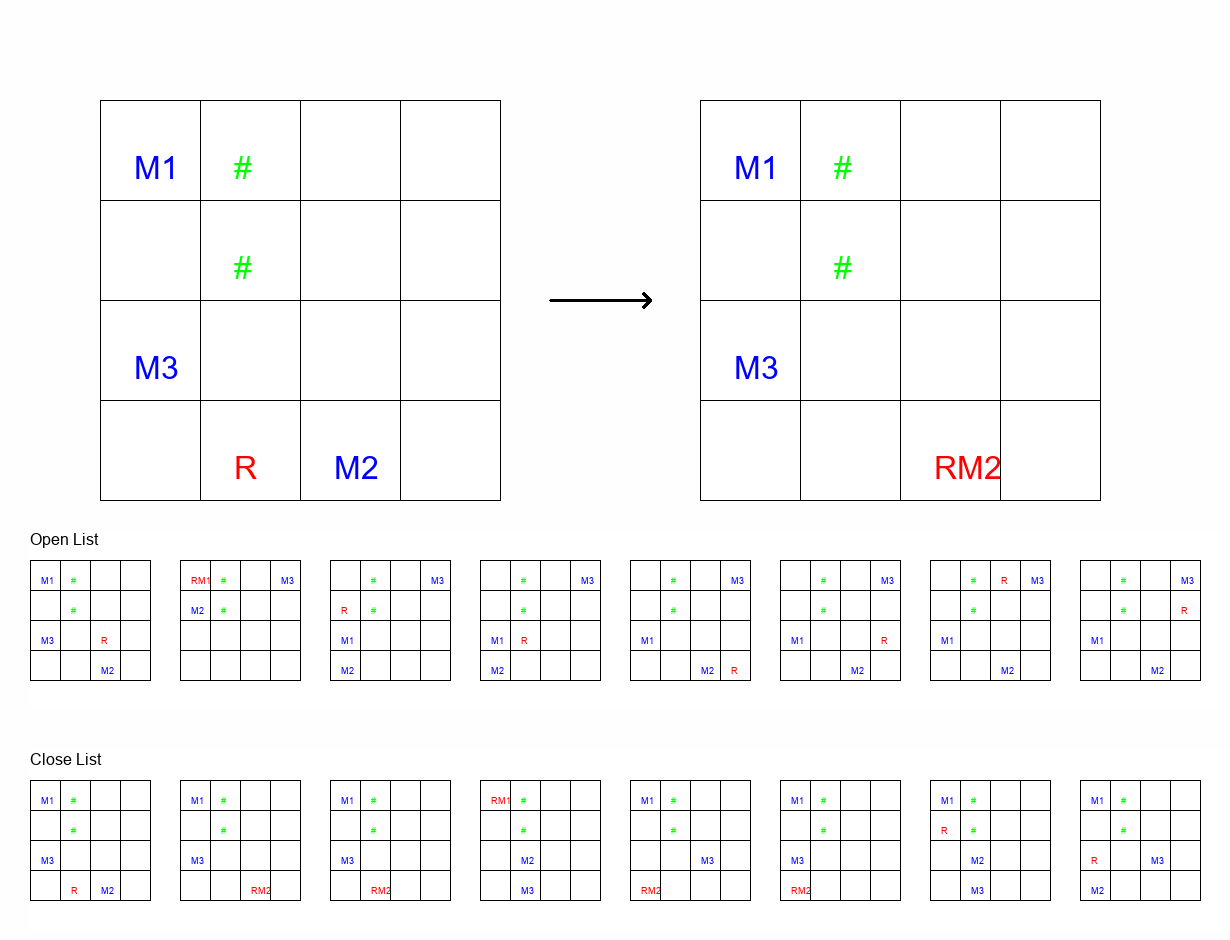 M1 # M1 #
# #
M3 M3
R M2 RM2
Open List
M1 # RM1 # M3 # M3 # M3 # M3 # M3 # R M3 # M3
# M2 # R # # # # # # R
M3 R M1 M1 R M1 M1 R M1 M1
M2 M2 M2 M2 R M2 M2 M2
Close List
M1 # M1 # M1 # RM1 # M1 # M1 # M1 # M1 #
# # # # # # R # #
M3 M3 M3 M2 M3 M3 M2 R M3
R M2 RM2 RM2 M3 RM2 RM2 M3 M2